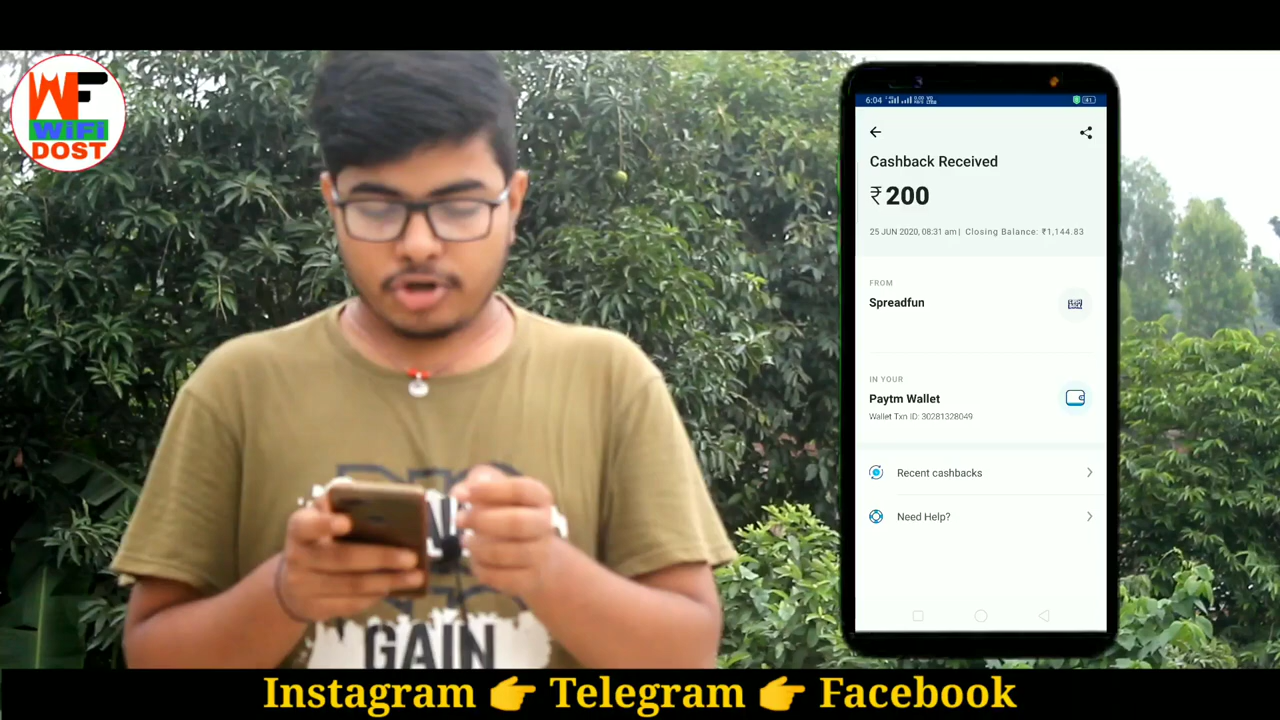 WF
WiFi
DOST
6:04
Cashback Received
₹200
25 JUN 2020, 08:31 am | Closing Balance: ₹1,144.83
FROM
Spreadfun
IN YOUR
Paytm Wallet
Wallet Txn ID: 30281328049
Recent cashbacks
Need Help?
GAIN
Instagram 👉 Telegram 👉 Facebook